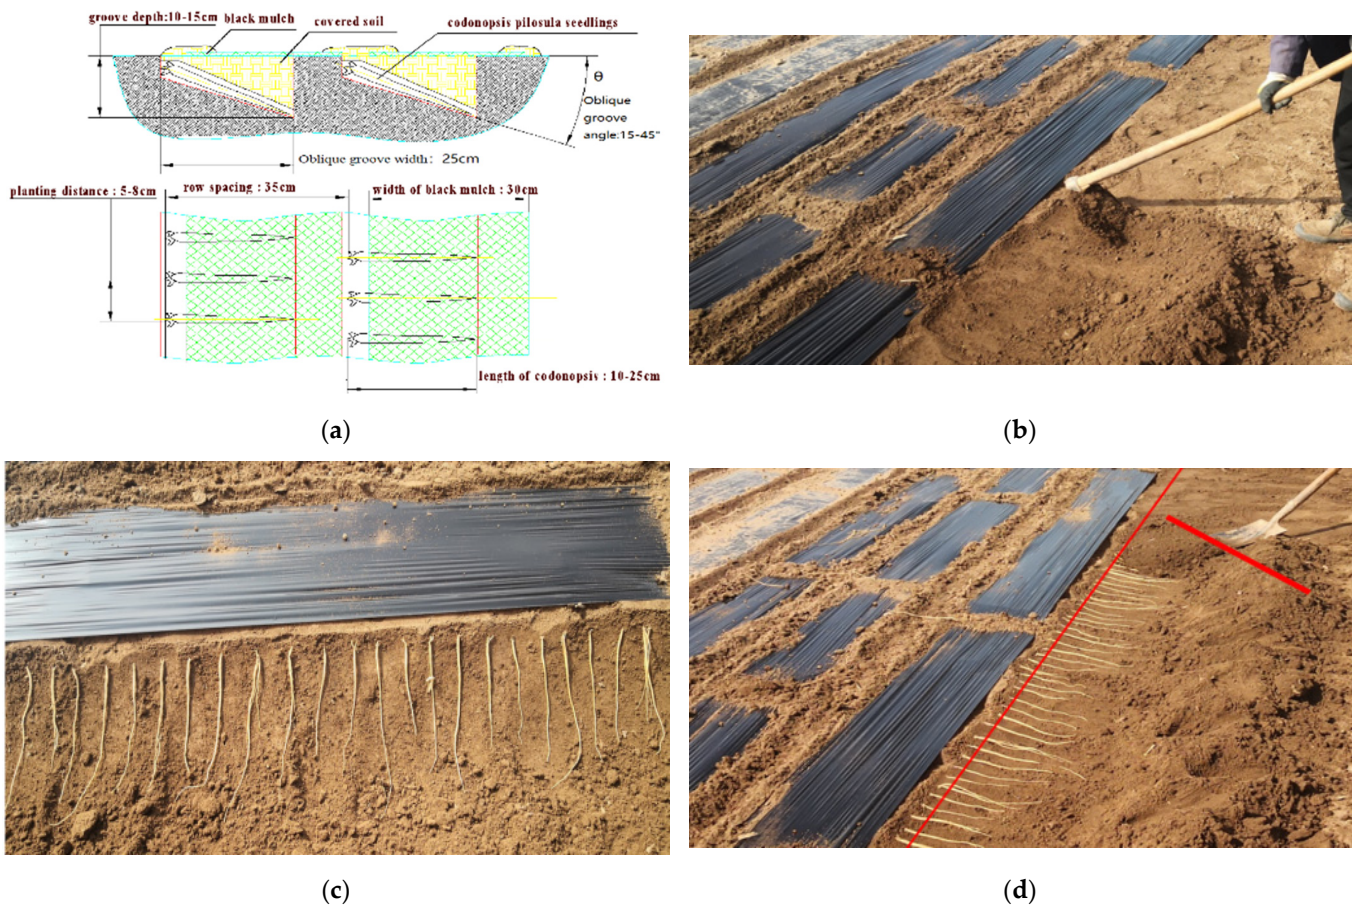 groove depth:10-15cm black mulch covered soil codonopsis pilosula seedlings
θ
Oblique
groove
angle:15-45°
Oblique groove width: 25cm
planting distance : 5-8cm row spacing : 35cm width of black mulch : 30cm
length of codonopsis : 10-25cm
(a) (b)
(c) (d)